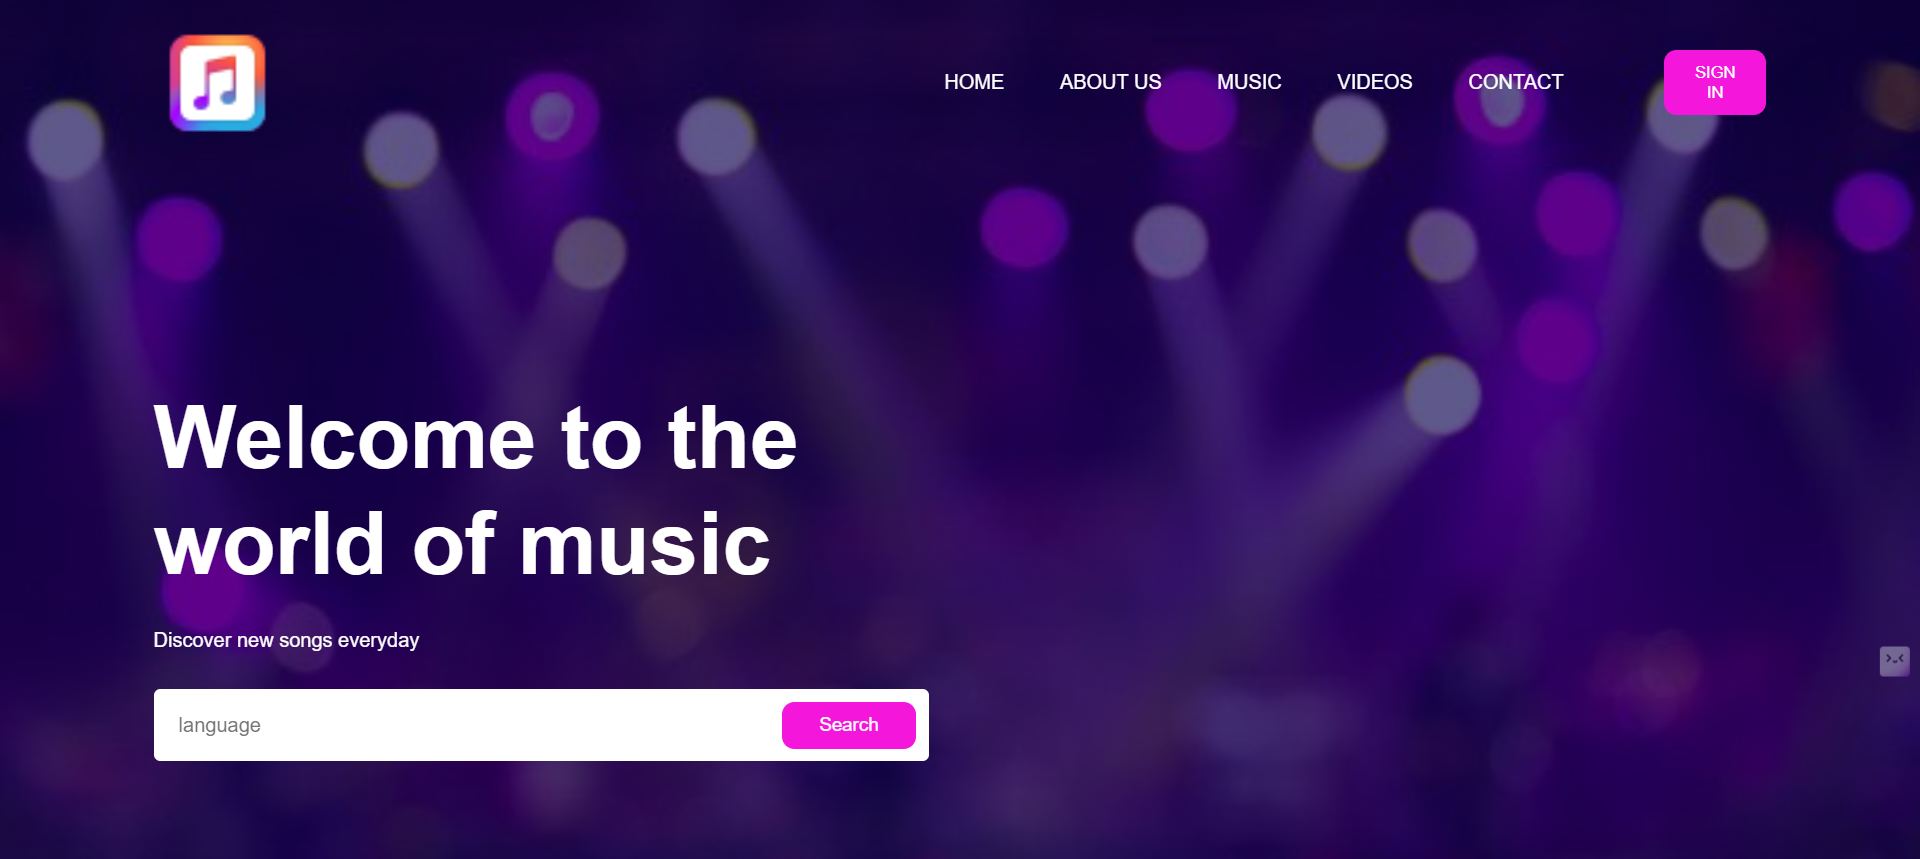 HOME
ABOUT US
MUSIC
VIDEOS
CONTACT
SIGN
IN
Welcome to the
world of music
Discover new songs everyday
language
Search